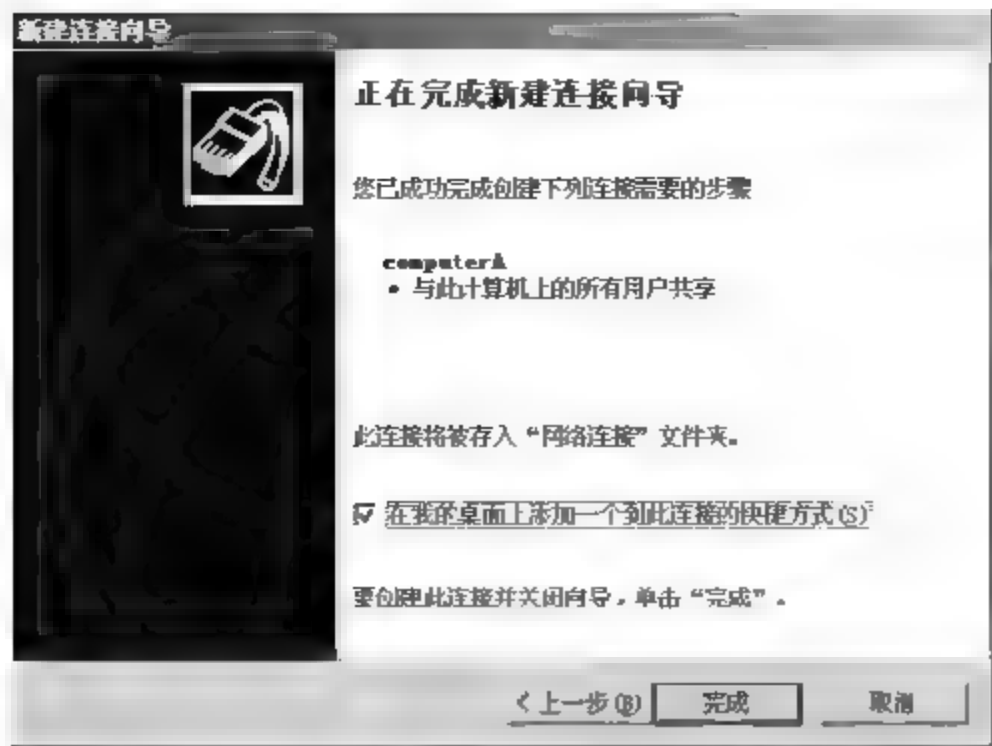 新建连接向导
正在完成新建连接向导
您已成功完成创建下列连接需要的步骤
computerA
• 与此计算机上的所有用户共享
此连接将被存入“网络连接”文件夹。
在我的桌面上添加一个到此连接的快捷方式(S)
要创建此连接并关闭向导，单击“完成”。
<上一步(B) 完成 取消